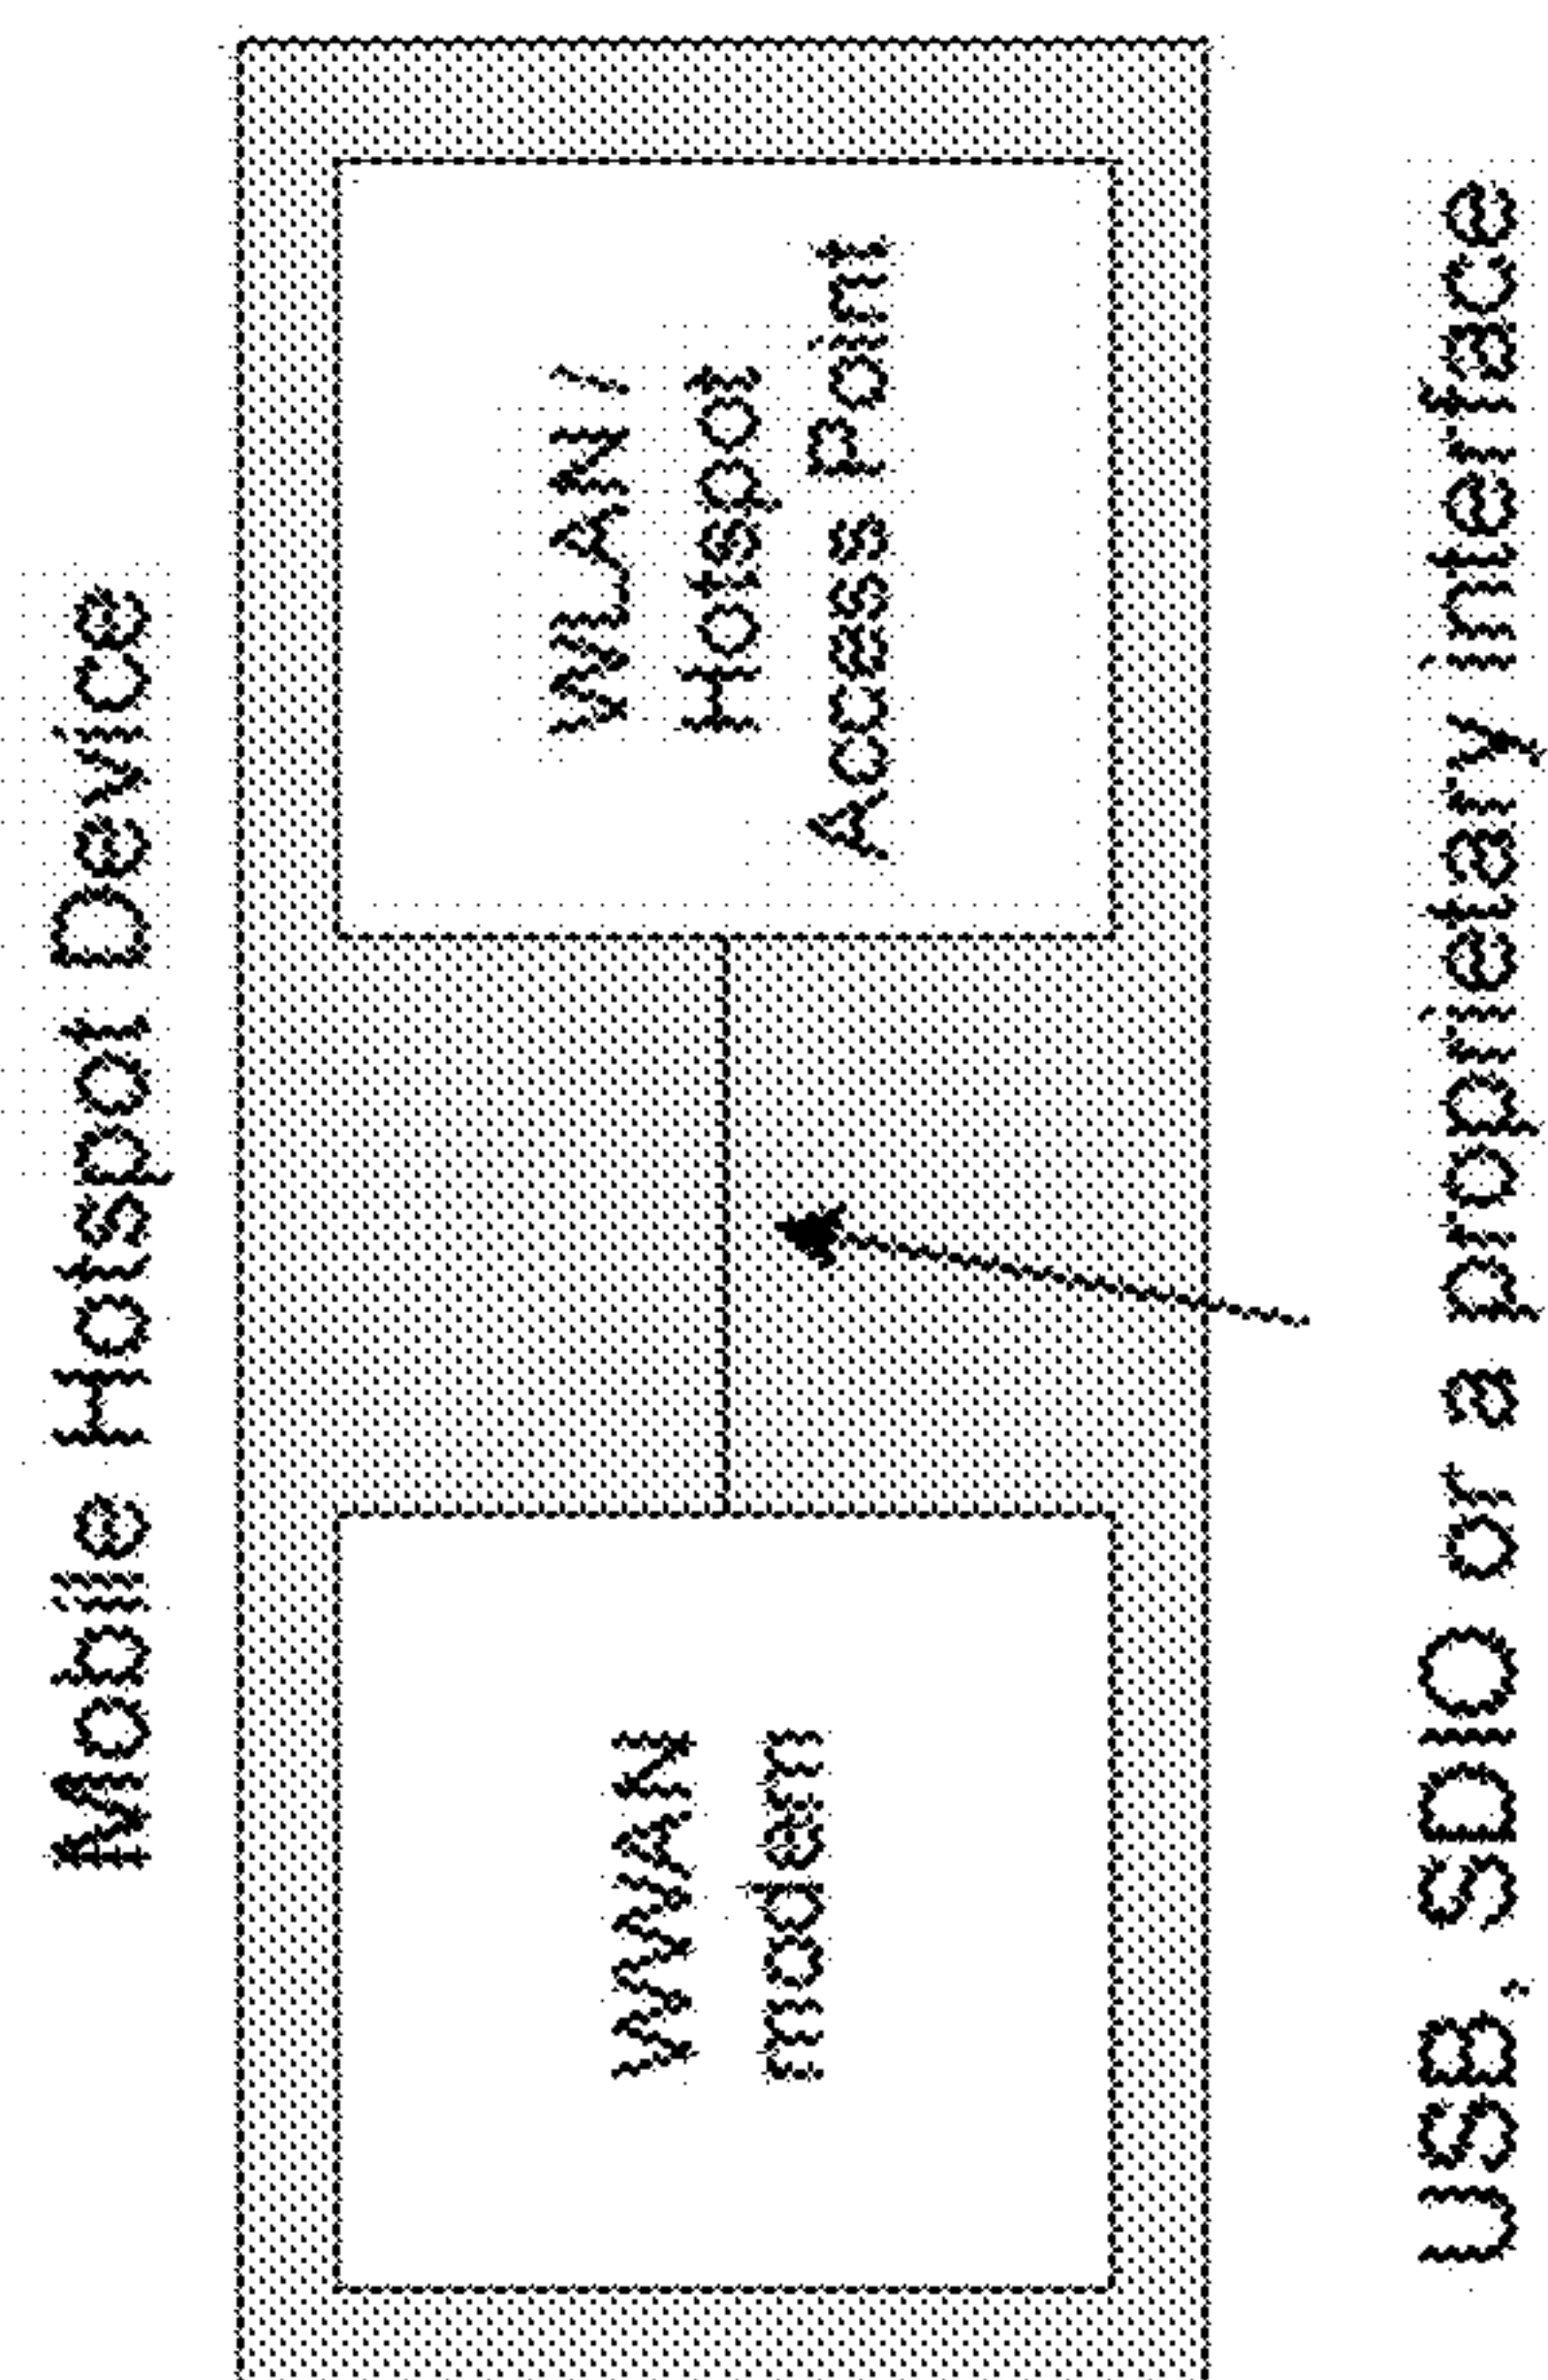 Mobile Hotspot Device
WWAN
modem
WLAN /
Hotspot
Access Point
USB, SDIO or a proprietary interface